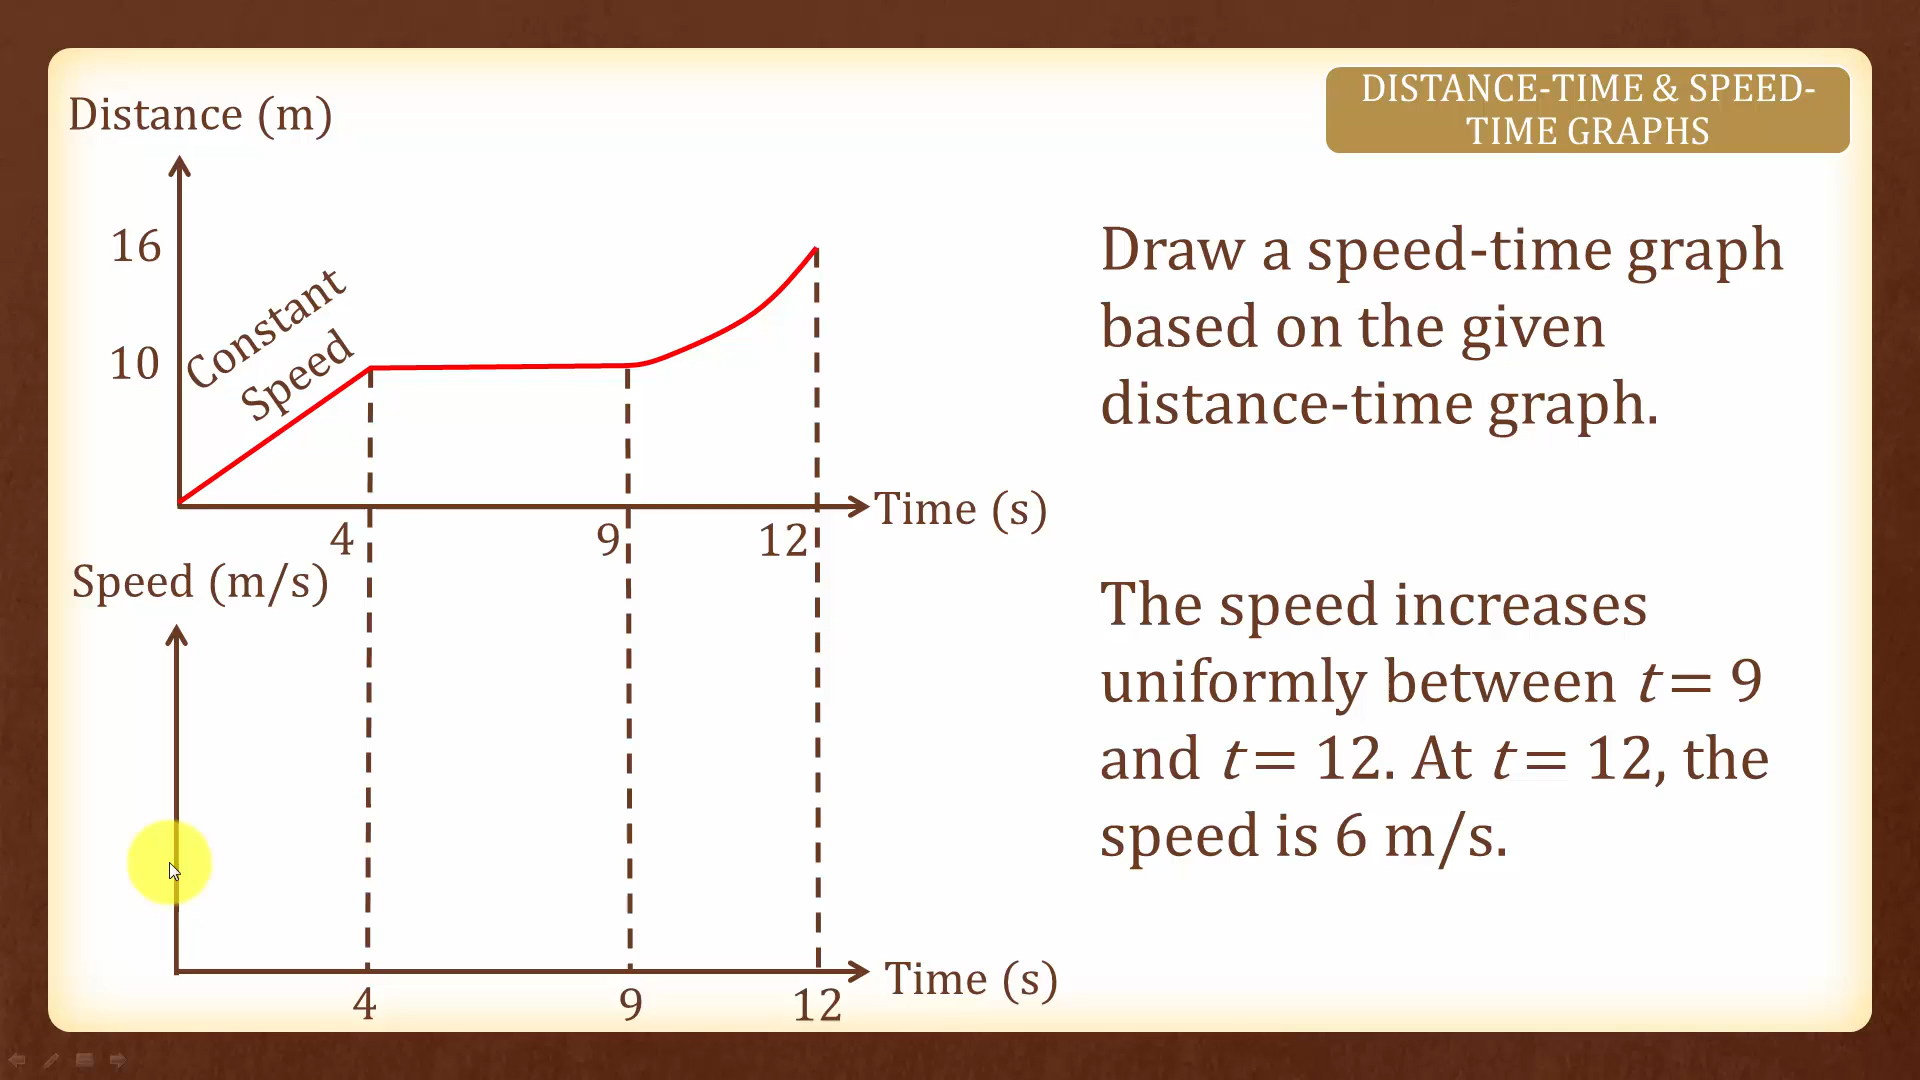 DISTANCE-TIME & SPEED-
TIME GRAPHS
Distance (m)
16
10
Constant
Speed
4
9
12
Time (s)
Draw a speed-time graph
based on the given
distance-time graph.
Speed (m/s)
4
9
12
Time (s)
The speed increases
uniformly between t = 9
and t = 12. At t = 12, the
speed is 6 m/s.